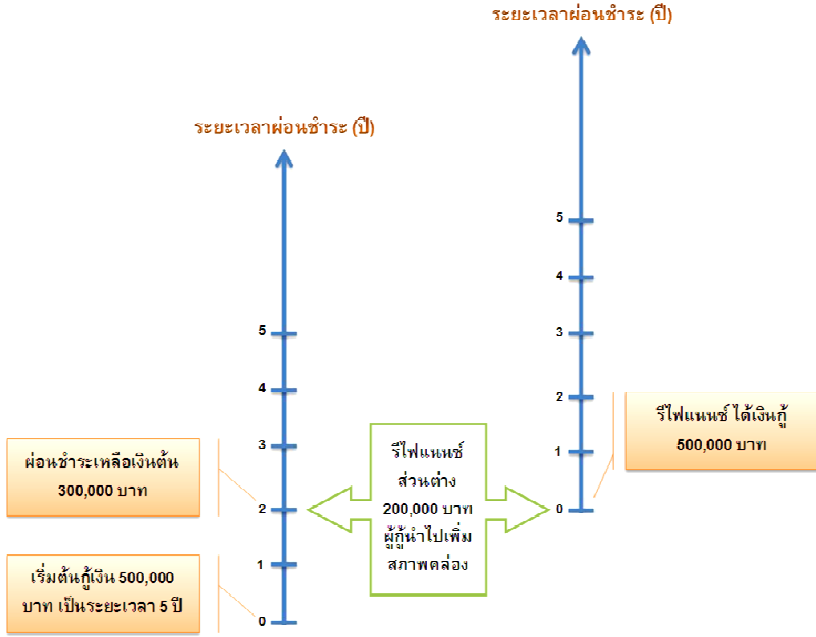 ระยะเวลาผ่อนชำระ (ปี)
5
4
3
2
1
0
ผ่อนชำระเหลือเงินต้น
300,000 บาท
เริ่มต้นกู้เงิน 500,000
บาท เป็นระยะเวลา 5 ปี
รีไฟแนนซ์
ส่วนต่าง
200,000 บาท
ผู้กู้นำไปเพิ่ม
สภาพคล่อง
ระยะเวลาผ่อนชำระ (ปี)
5
4
3
2
1
0
รีไฟแนนซ์ ได้เงินกู้
500,000 บาท